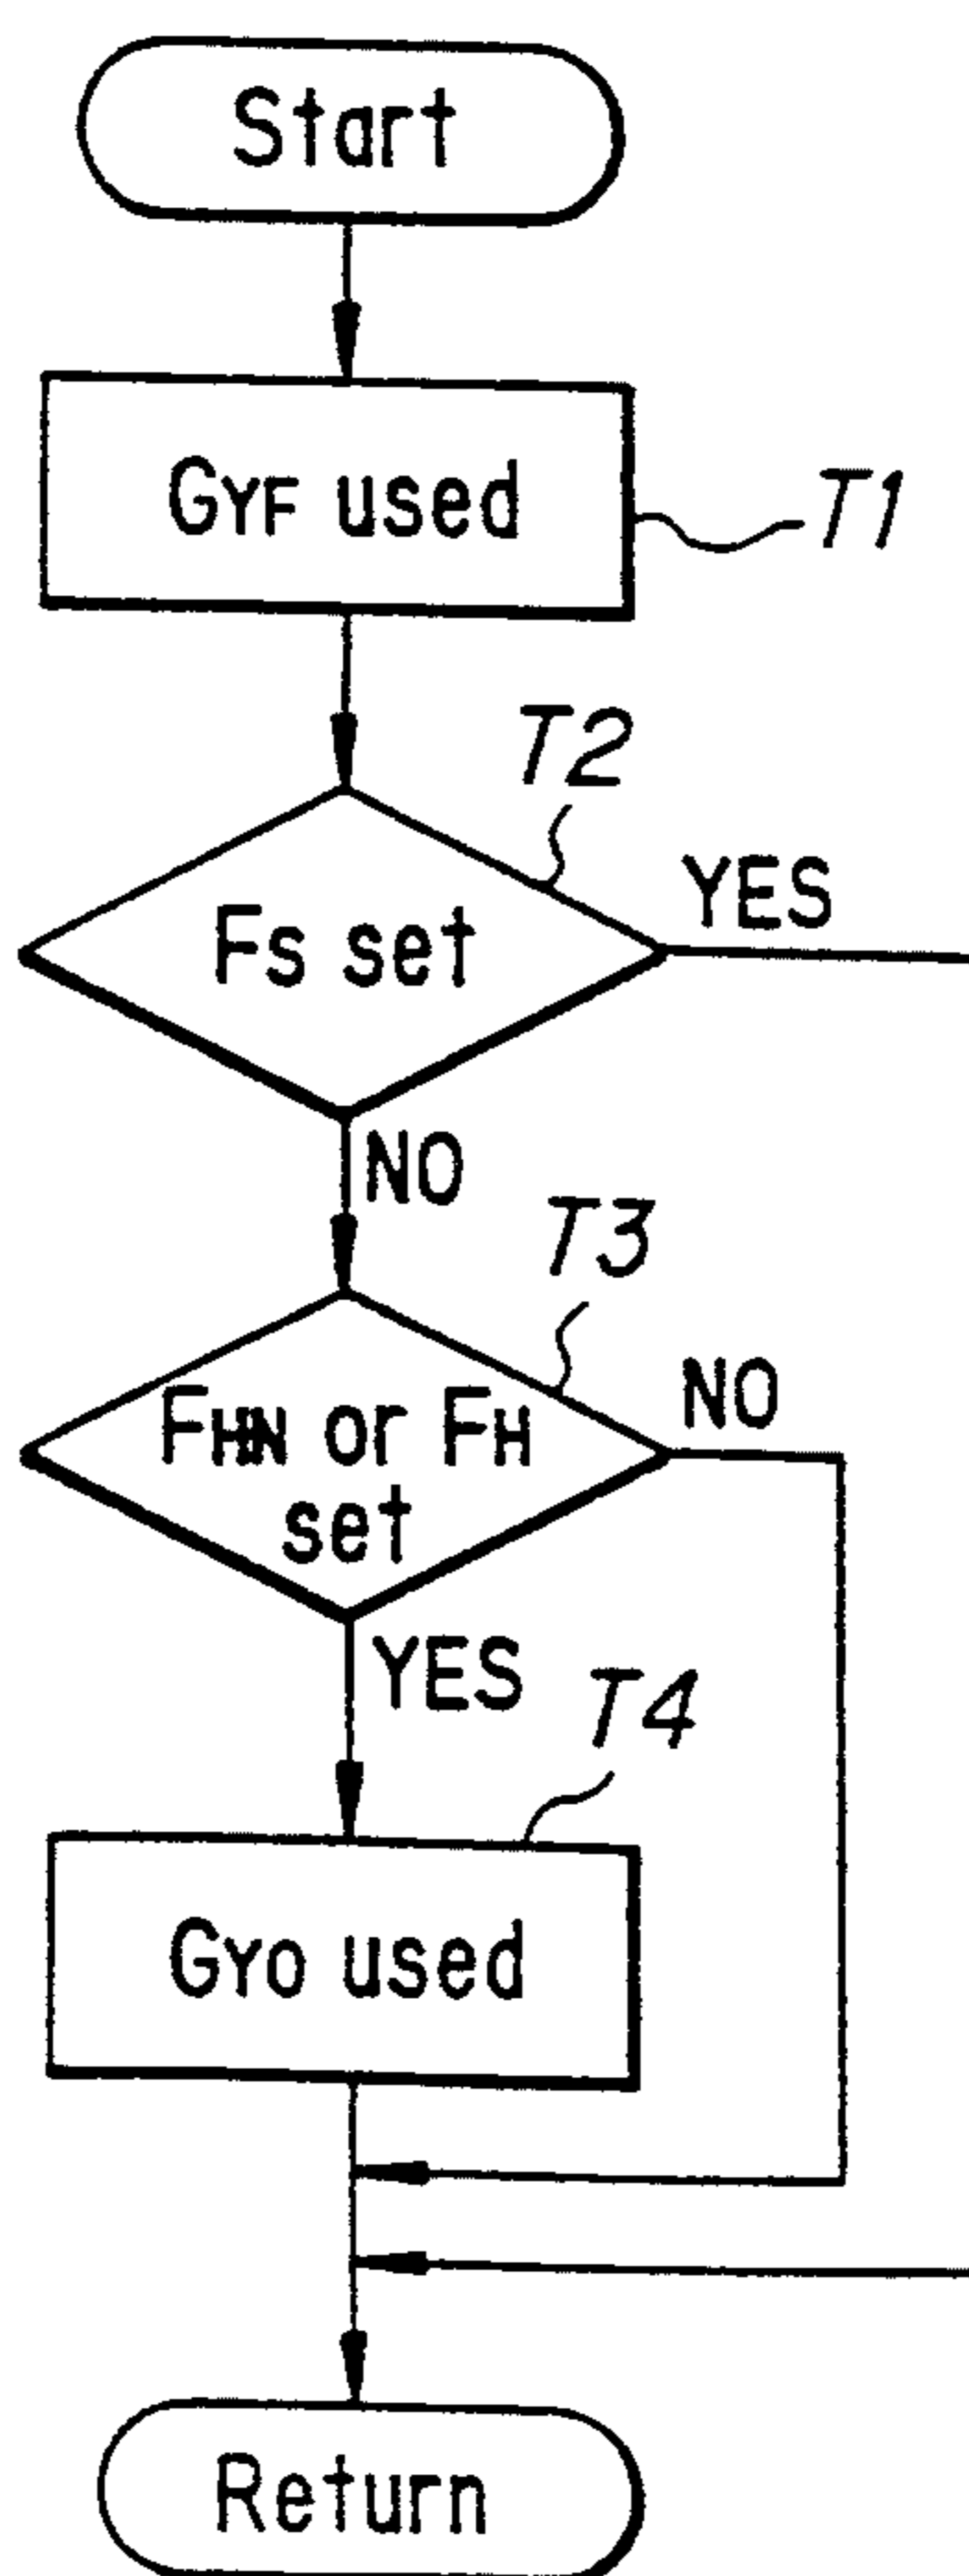 Start
GYF used
T1
T2
Fs set
YES
NO
T3
FHN or FH
set
NO
YES
T4
GYO used
Return